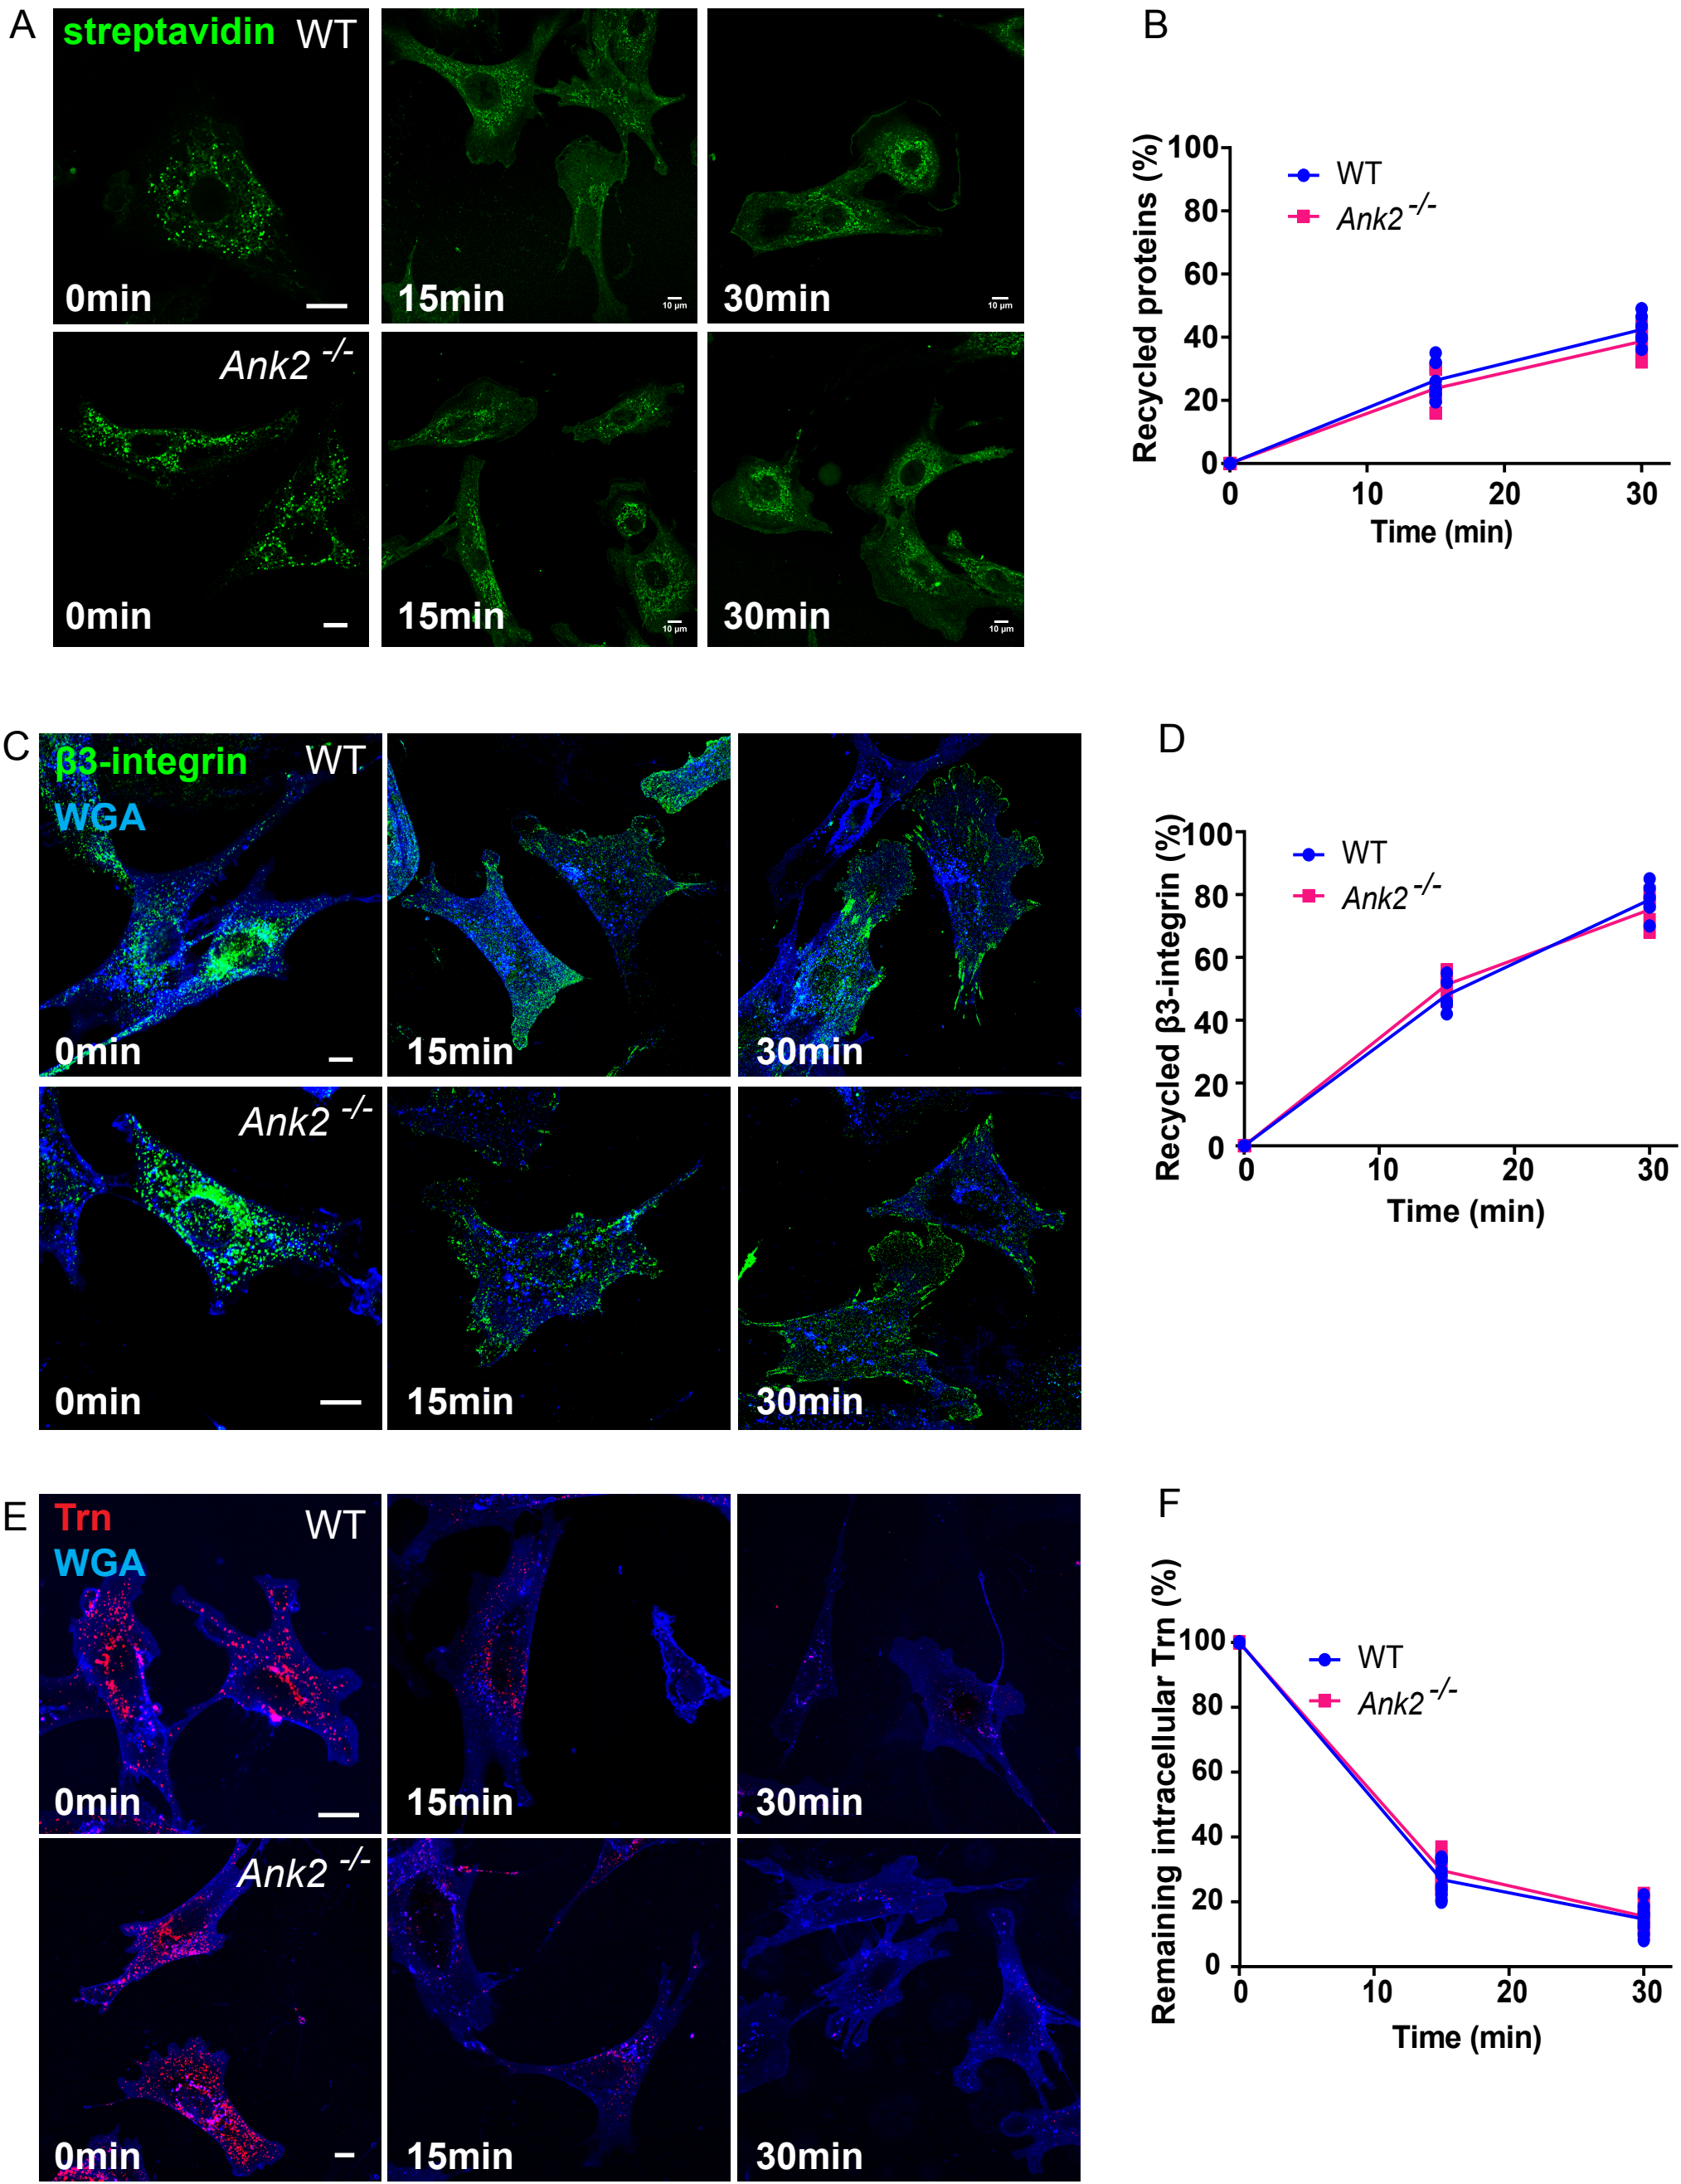 A
streptavidin WT
0min
15min
10 µm
30min
10 µm
Ank2 -/-
0min
15min
10 µm
30min
10 µm
B
Recycled proteins (%)
100
80
60
40
20
0
WT
Ank2 -/-
0 10 20 30
Time (min)
C
β3-integrin WT
WGA
0min
15min
30min
Ank2 -/-
0min
15min
30min
D
Recycled β3-integrin (%)
100
80
60
40
20
0
WT
Ank2 -/-
0 10 20 30
Time (min)
E
Trn WT
WGA
0min
15min
30min
Ank2 -/-
0min
15min
30min
F
Remaining intracellular Trn (%)
100
80
60
40
20
0
WT
Ank2 -/-
0 10 20 30
Time (min)